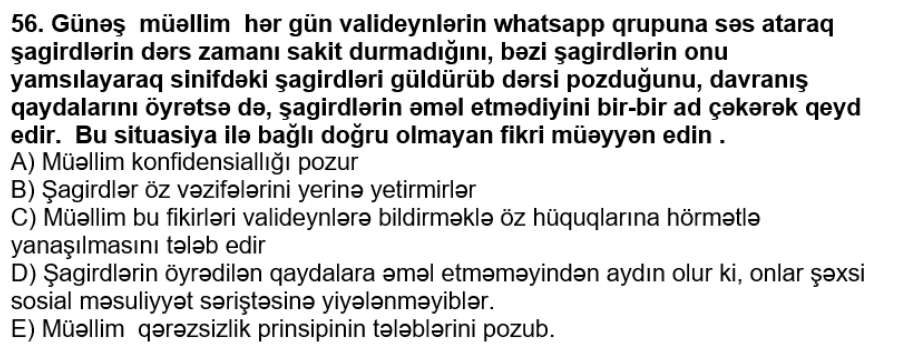 56. Günəş müəllim hər gün valideynlərin whatsapp qrupuna səs ataraq
şagirdlərin dərs zamanı sakit durmadığını, bəzi şagirdlərin onu
yamsılayaraq sinifdəki şagirdləri güldürüb dərsi pozduğunu, davranış
qaydalarını öyrətsə də, şagirdlərin əməl etmədiyini bir-bir ad çəkərək qeyd
edir. Bu situasiya ilə bağlı doğru olmayan fikri müəyyən edin .
A) Müəllim konfidensiallığı pozur
B) Şagirdlər öz vəzifələrini yerinə yetirmirlər
C) Müəllim bu fikirləri valideynlərə bildirməklə öz hüquqlarına hörmətlə
yanaşılmasını tələb edir
D) Şagirdlərin öyrədilən qaydalara əməl etməməyindən aydın olur ki, onlar şəxsi
sosial məsuliyyət səriştəsinə yiyələnməyiblər.
E) Müəllim qərəzsizlik prinsipinin tələblərini pozub.